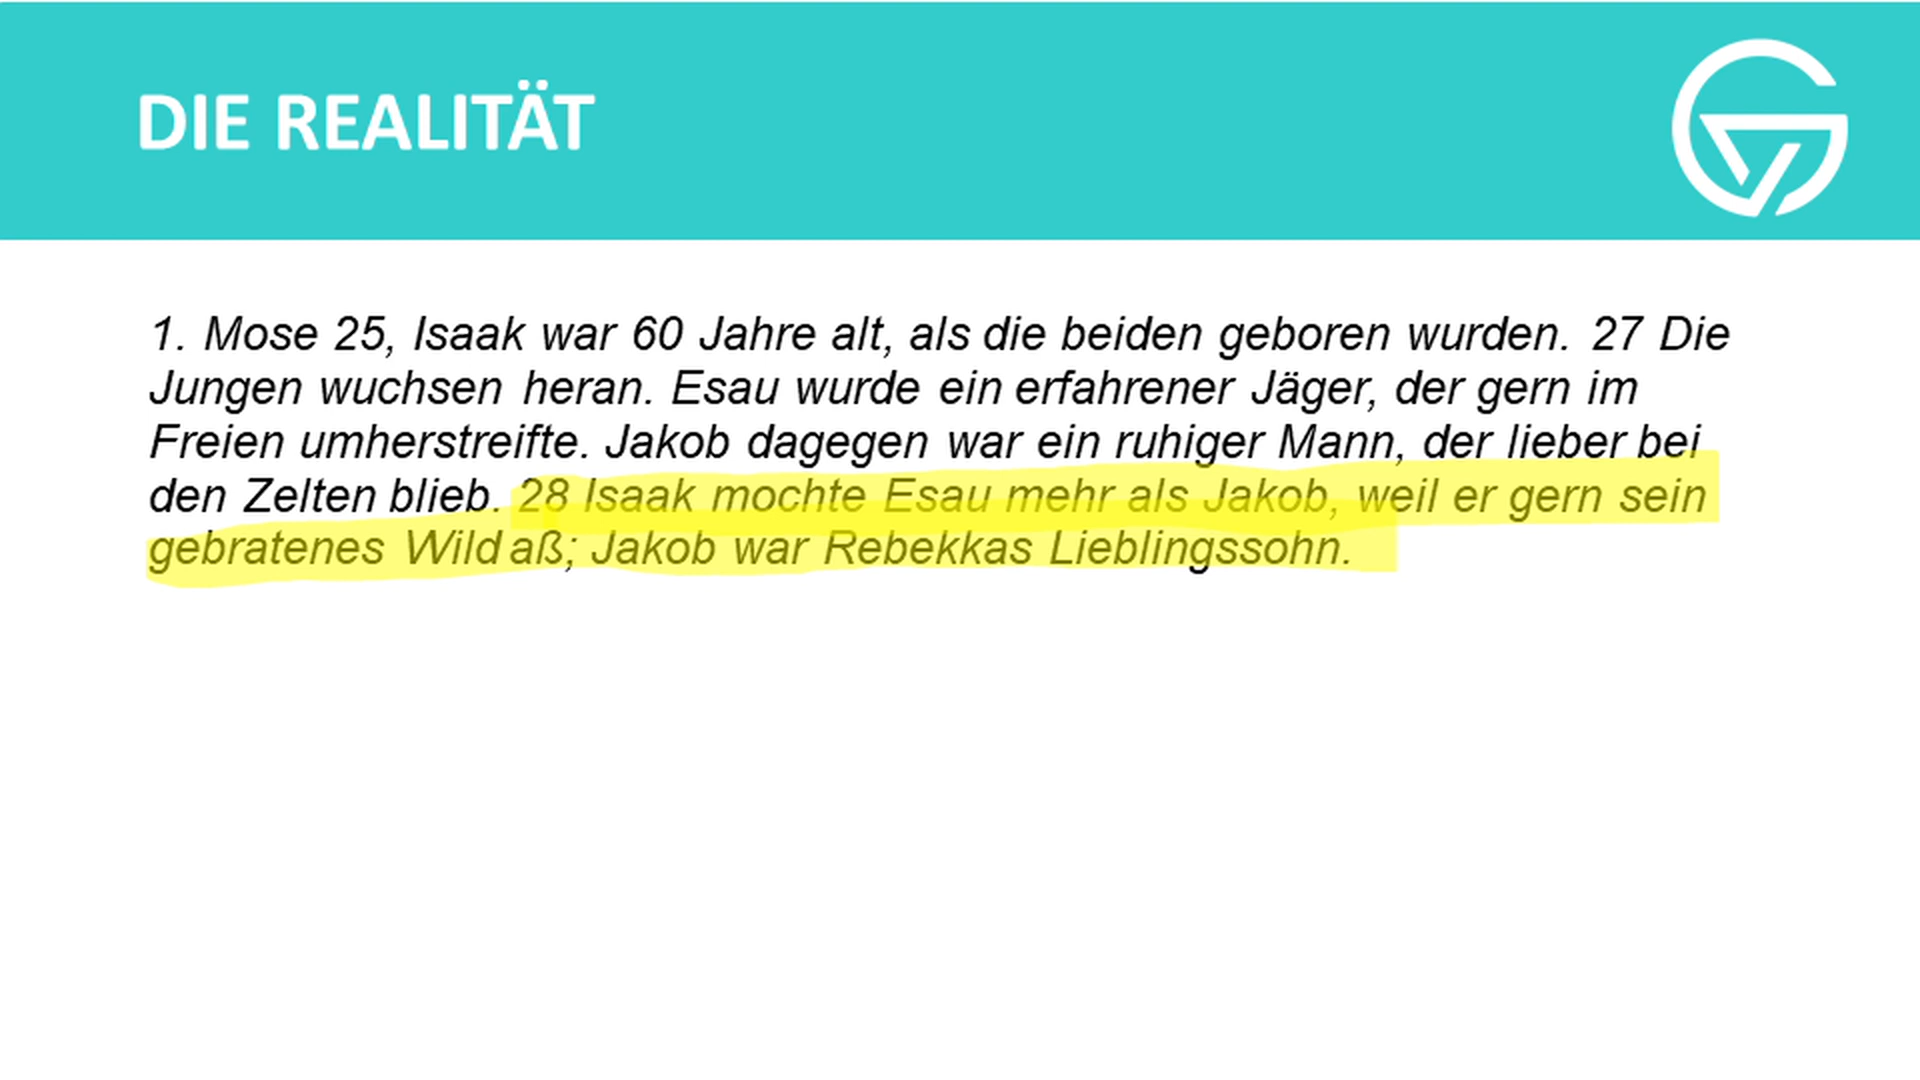 DIE REALITÄT
1. Mose 25, Isaak war 60 Jahre alt, als die beiden geboren wurden. 27 Die
Jungen wuchsen heran. Esau wurde ein erfahrener Jäger, der gern im
Freien umherstreifte. Jakob dagegen war ein ruhiger Mann, der lieber bei
den Zelten blieb. 28 Isaak mochte Esau mehr als Jakob, weil er gern sein
gebratenes Wild aß; Jakob war Rebekkas Lieblingssohn.